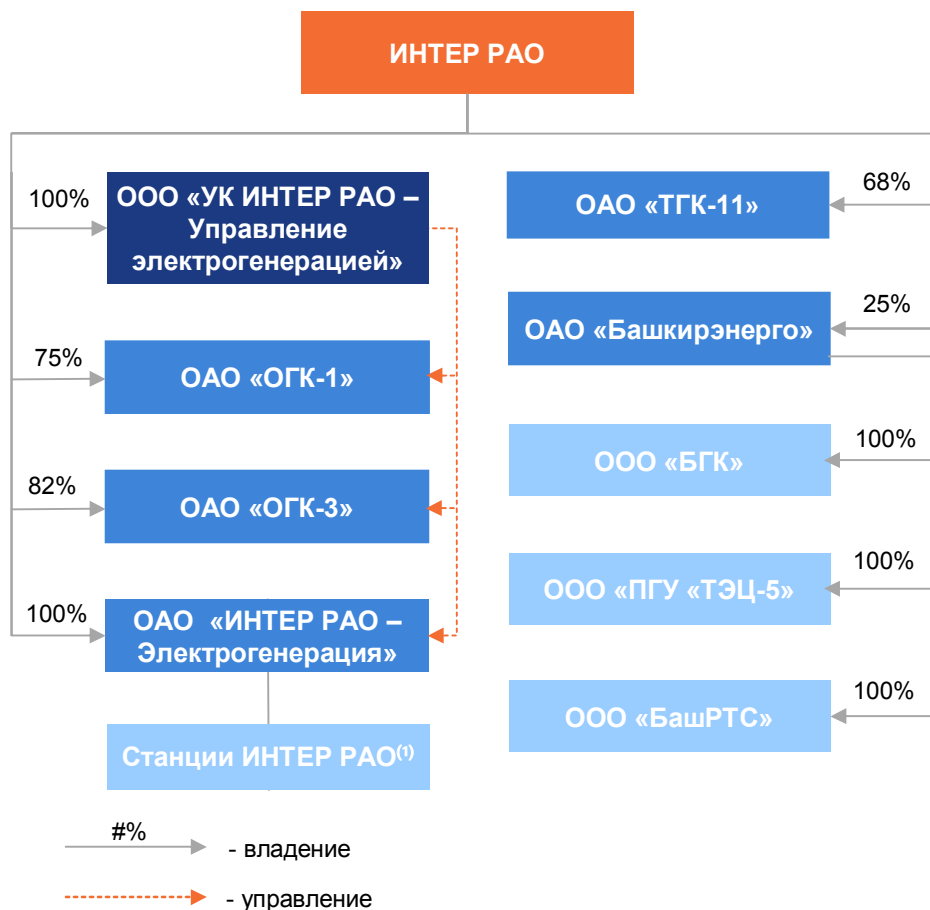 ИНТЕР РАО
100%
ООО «УК ИНТЕР РАО –
Управление
электрогенерацией»
75%
ОАО «ОГК-1»
82%
ОАО «ОГК-3»
100%
ОАО «ИНТЕР РАО –
Электрогенерация»
Станции ИНТЕР РАО(1)
68%
ОАО «ТГК-11»
25%
ОАО «Башкирэнерго»
100%
ООО «БГК»
100%
ООО «ПГУ «ТЭЦ-5»
100%
ООО «БашРТС»
#%
- владение
- управление